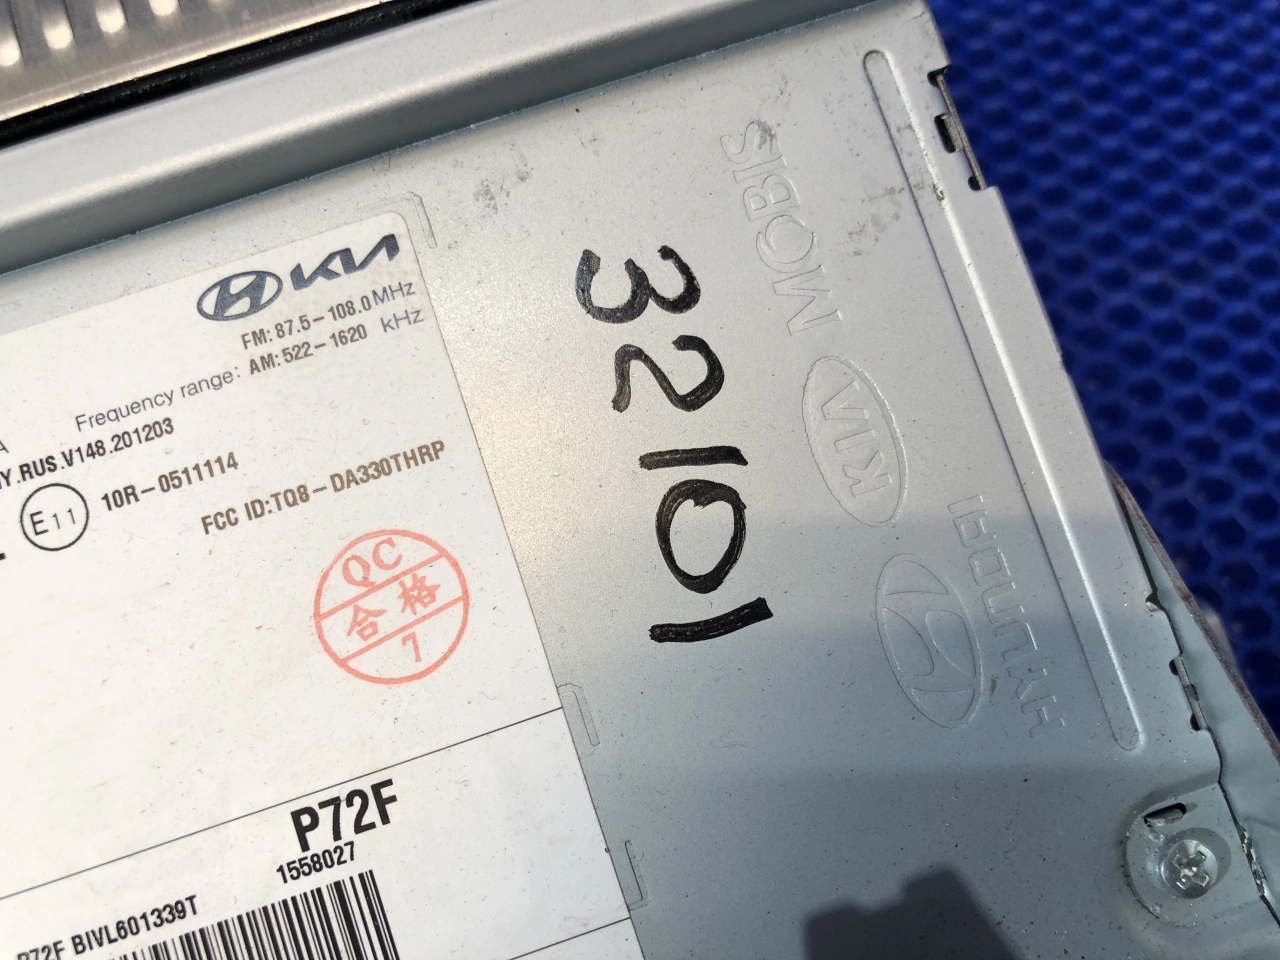 KIA
FM: 87.5-108.0 MHz
Frequency range: AM: 522-1620 kHz
Y.RUS.V148.201203
E11
10R-0511114
FCC ID:TQ8-DA330THRP
QC
合格
7
P72F
1558027
P72F BIVL601339T
32101
MOBIS
KIA
HYUNDAI